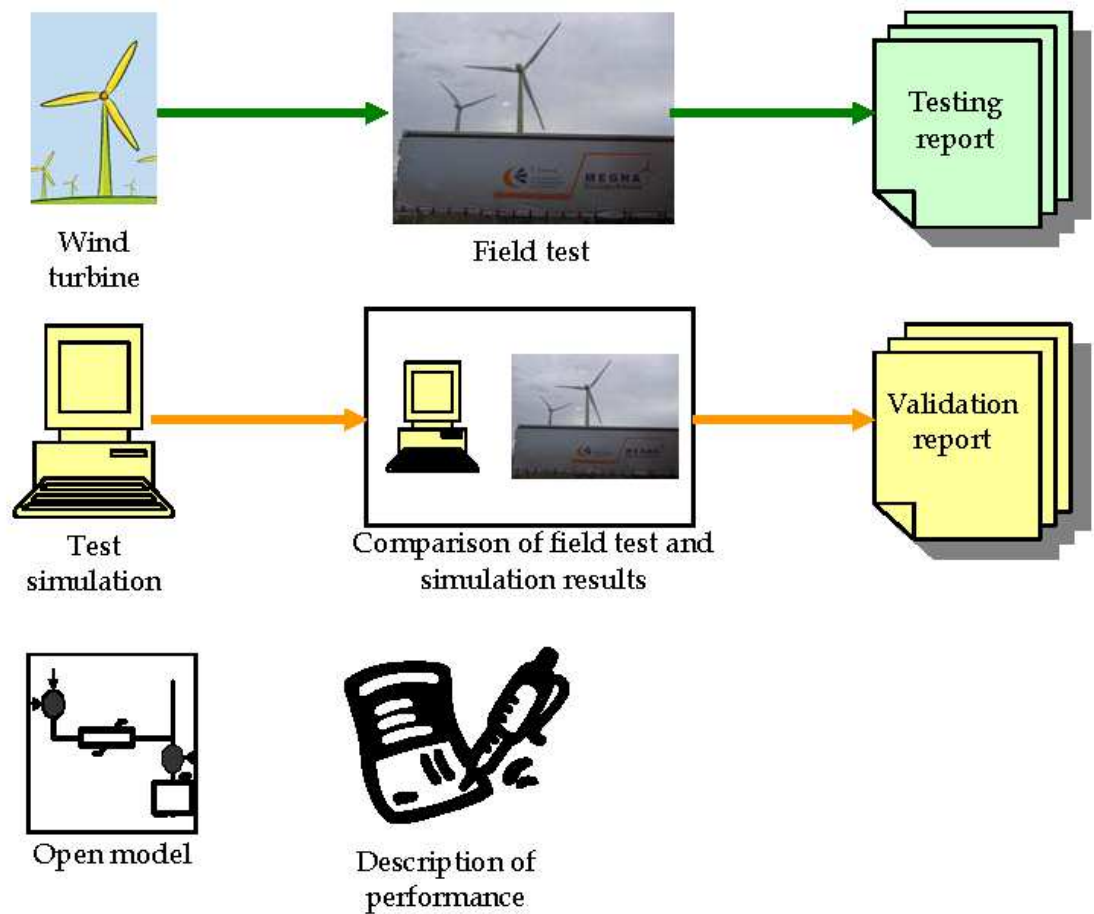 MEGHA
Testing
report
Wind
turbine
Field test
Validation
report
Test
simulation
Comparison of field test and
simulation results
Open model
Description of
performance